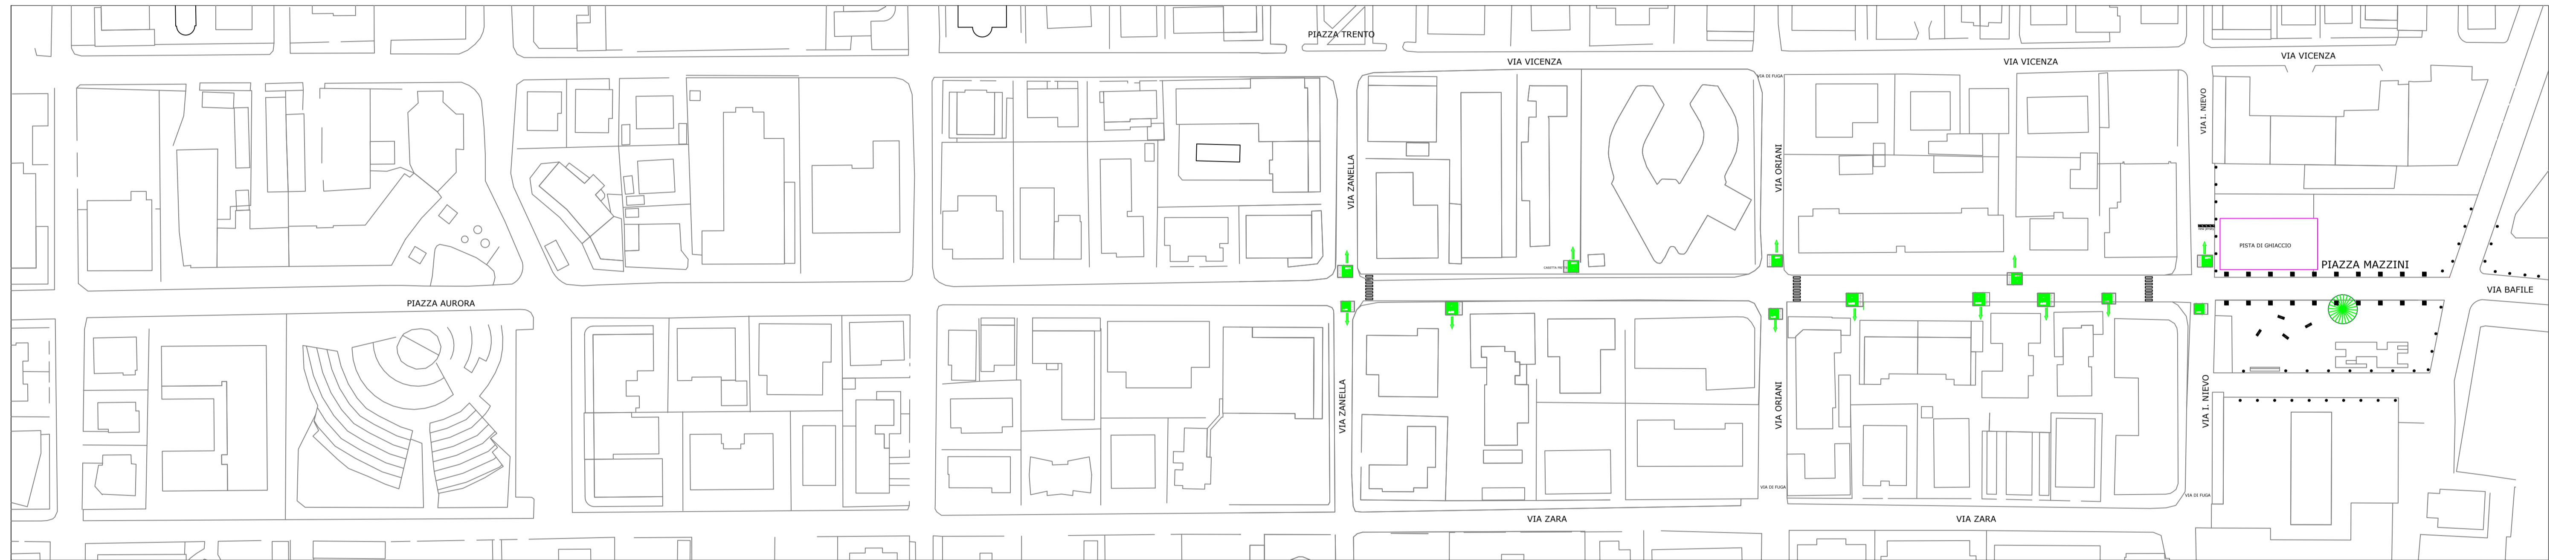 PIAZZA TRENTO
VIA VICENZA
VIA VICENZA
VIA VICENZA
VIA DI FUGA
VIA I. NIEVO
VIA ZANELLA
VIA ORIANI
PISTA DI GHIACCIO
PIAZZA MAZZINI
PIAZZA AURORA
VIA BAFILE
VIA ZANELLA
VIA ORIANI
VIA I. NIEVO
VIA DI FUGA
VIA DI FUGA
VIA ZARA
VIA ZARA